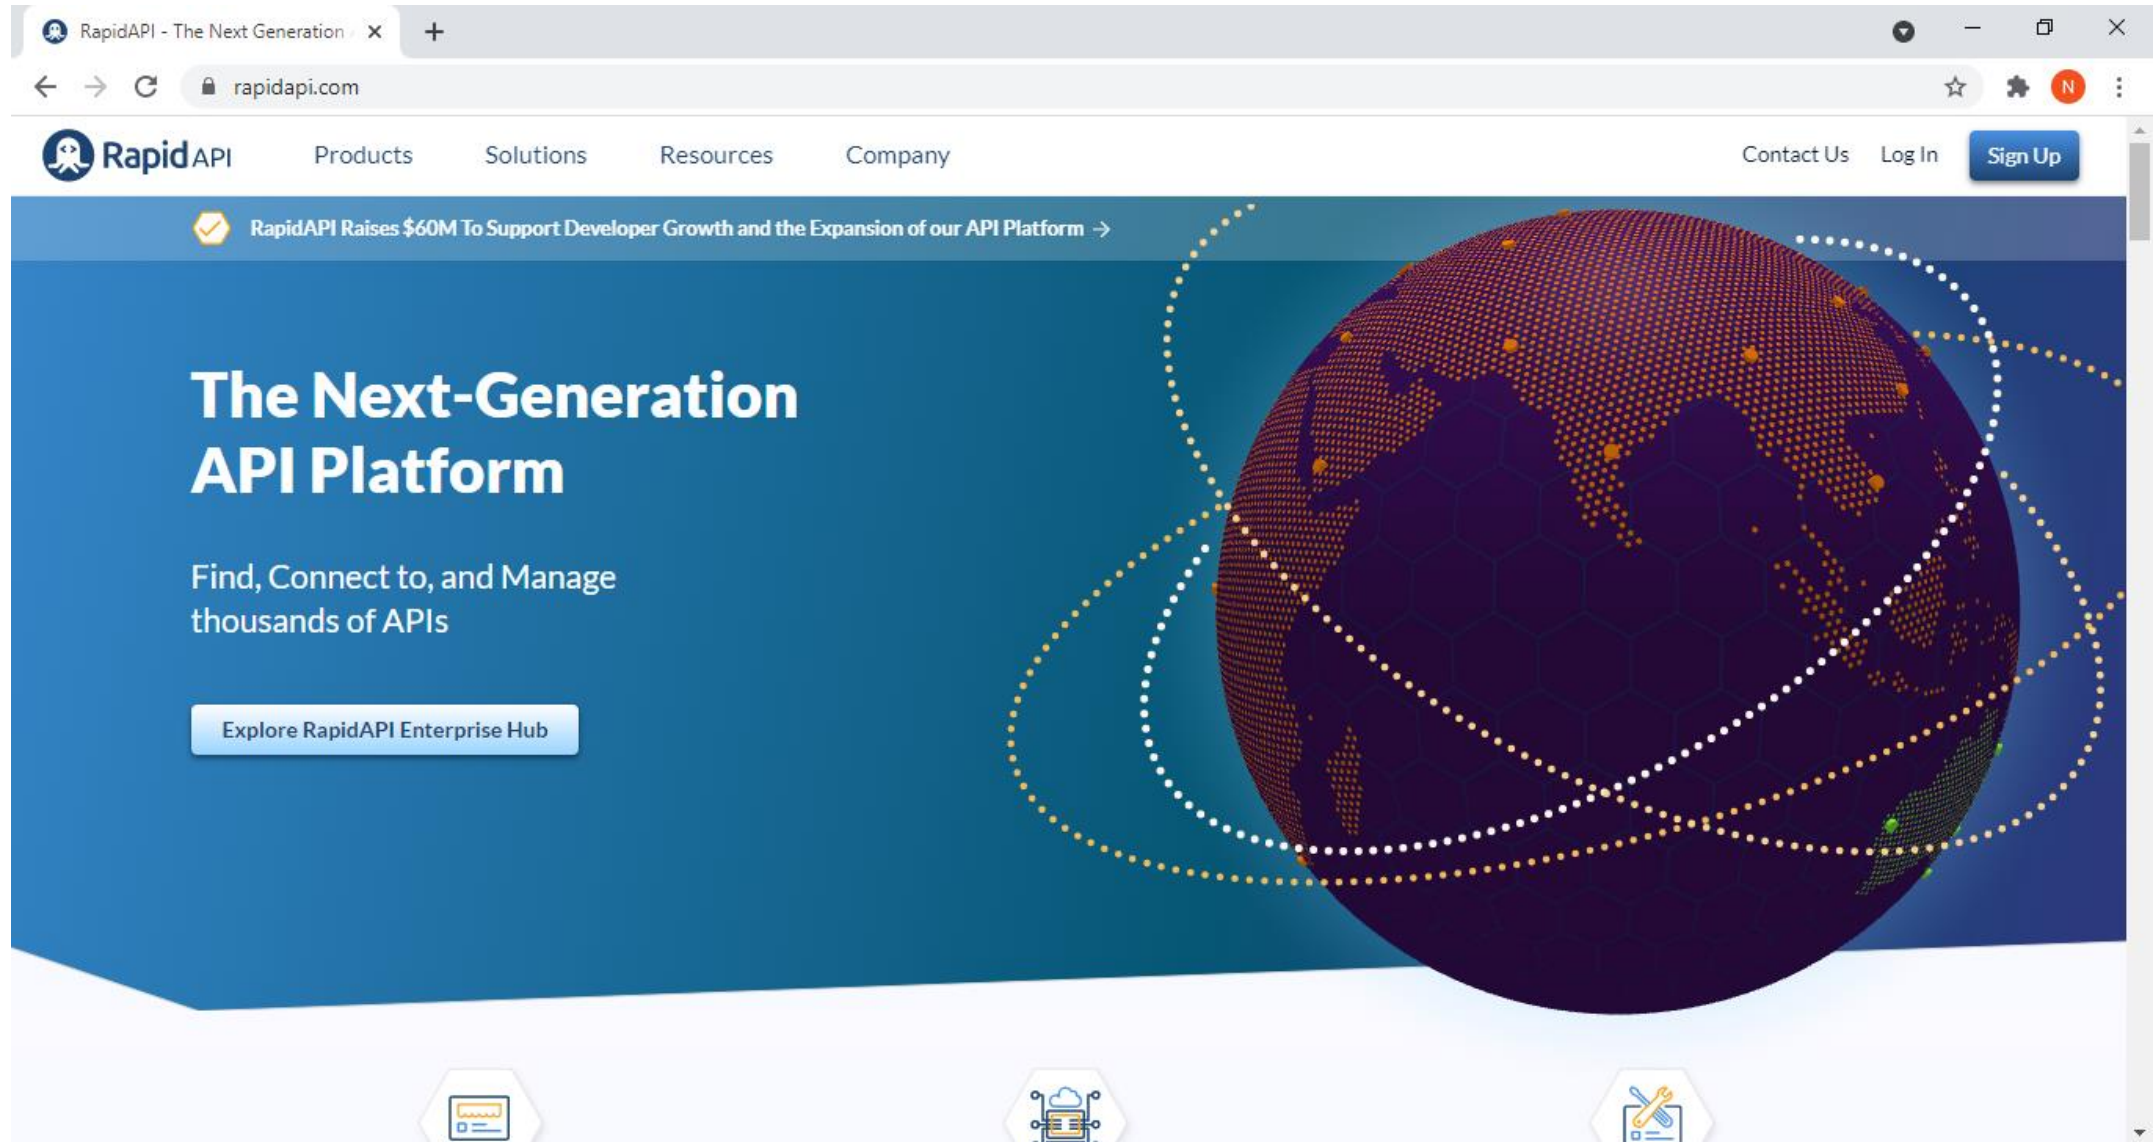 RapidAPI - The Next Generation
rapidapi.com
N
RapidAPI Products Solutions Resources Company Contact Us Log In Sign Up
RapidAPI Raises $60M To Support Developer Growth and the Expansion of our API Platform →
The Next-Generation
API Platform
Find, Connect to, and Manage
thousands of APIs
Explore RapidAPI Enterprise Hub